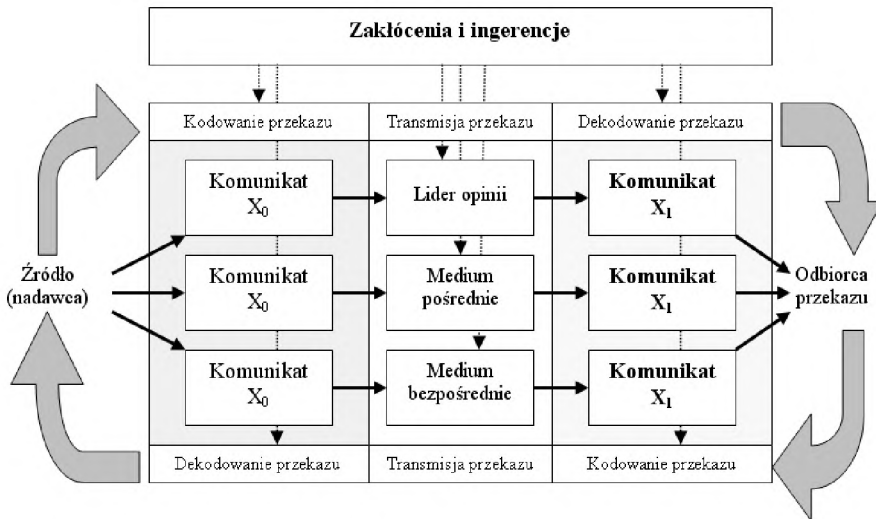 Zakłócenia i ingerencje
Kodowanie przekazu
Transmisja przekazu
Dekodowanie przekazu
Komunikat
X0
Lider opinii
Komunikat
X1
Źródło
(nadawca)
Komunikat
X0
Medium
pośrednie
Komunikat
X1
Odbiorca
przekazu
Komunikat
X0
Medium
bezpośrednie
Komunikat
X1
Dekodowanie przekazu
Transmisja przekazu
Kodowanie przekazu